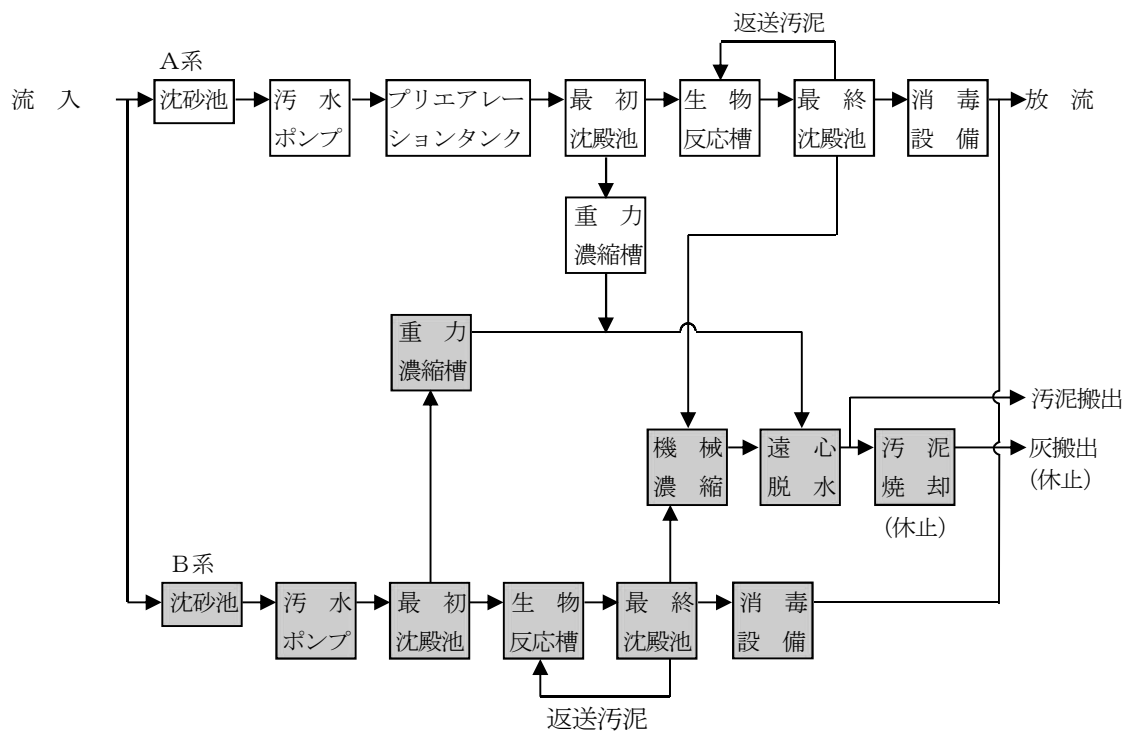 返送汚泥
A系
流 入
沈砂池
汚 水
ポンプ
プリエアレー
ションタンク
最 初
沈殿池
生 物
反応槽
最 終
沈殿池
消 毒
設 備
放 流
重 力
濃縮槽
重 力
濃縮槽
汚泥搬出
機 械
濃 縮
遠 心
脱 水
汚 泥
焼 却
(休止)
灰搬出
(休止)
B系
沈砂池
汚 水
ポンプ
最 初
沈殿池
生 物
反応槽
最 終
沈殿池
消 毒
設 備
返送汚泥